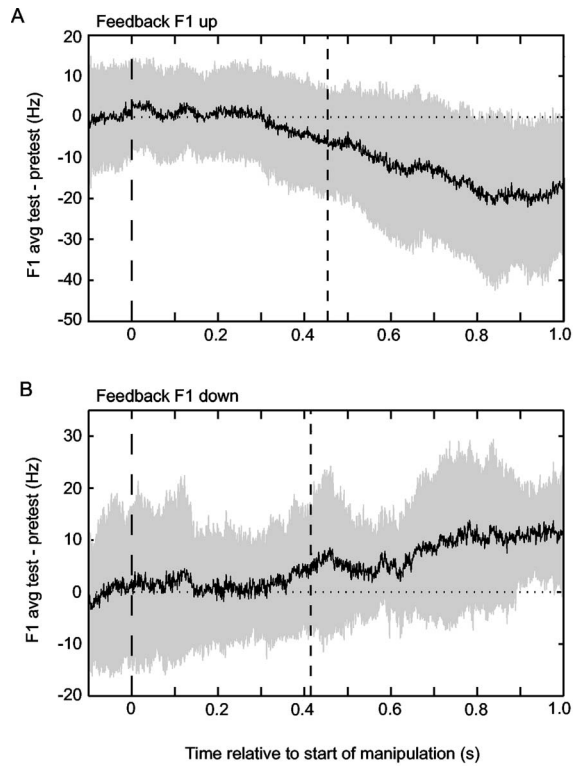 A
Feedback F1 up
F1 avg test - pretest (Hz)
20
10
0
-10
-20
-30
-40
-50
0 0.2 0.4 0.6 0.8 1.0
B
Feedback F1 down
F1 avg test - pretest (Hz)
30
20
10
0
-10
-20
0 0.2 0.4 0.6 0.8 1.0
Time relative to start of manipulation (s)